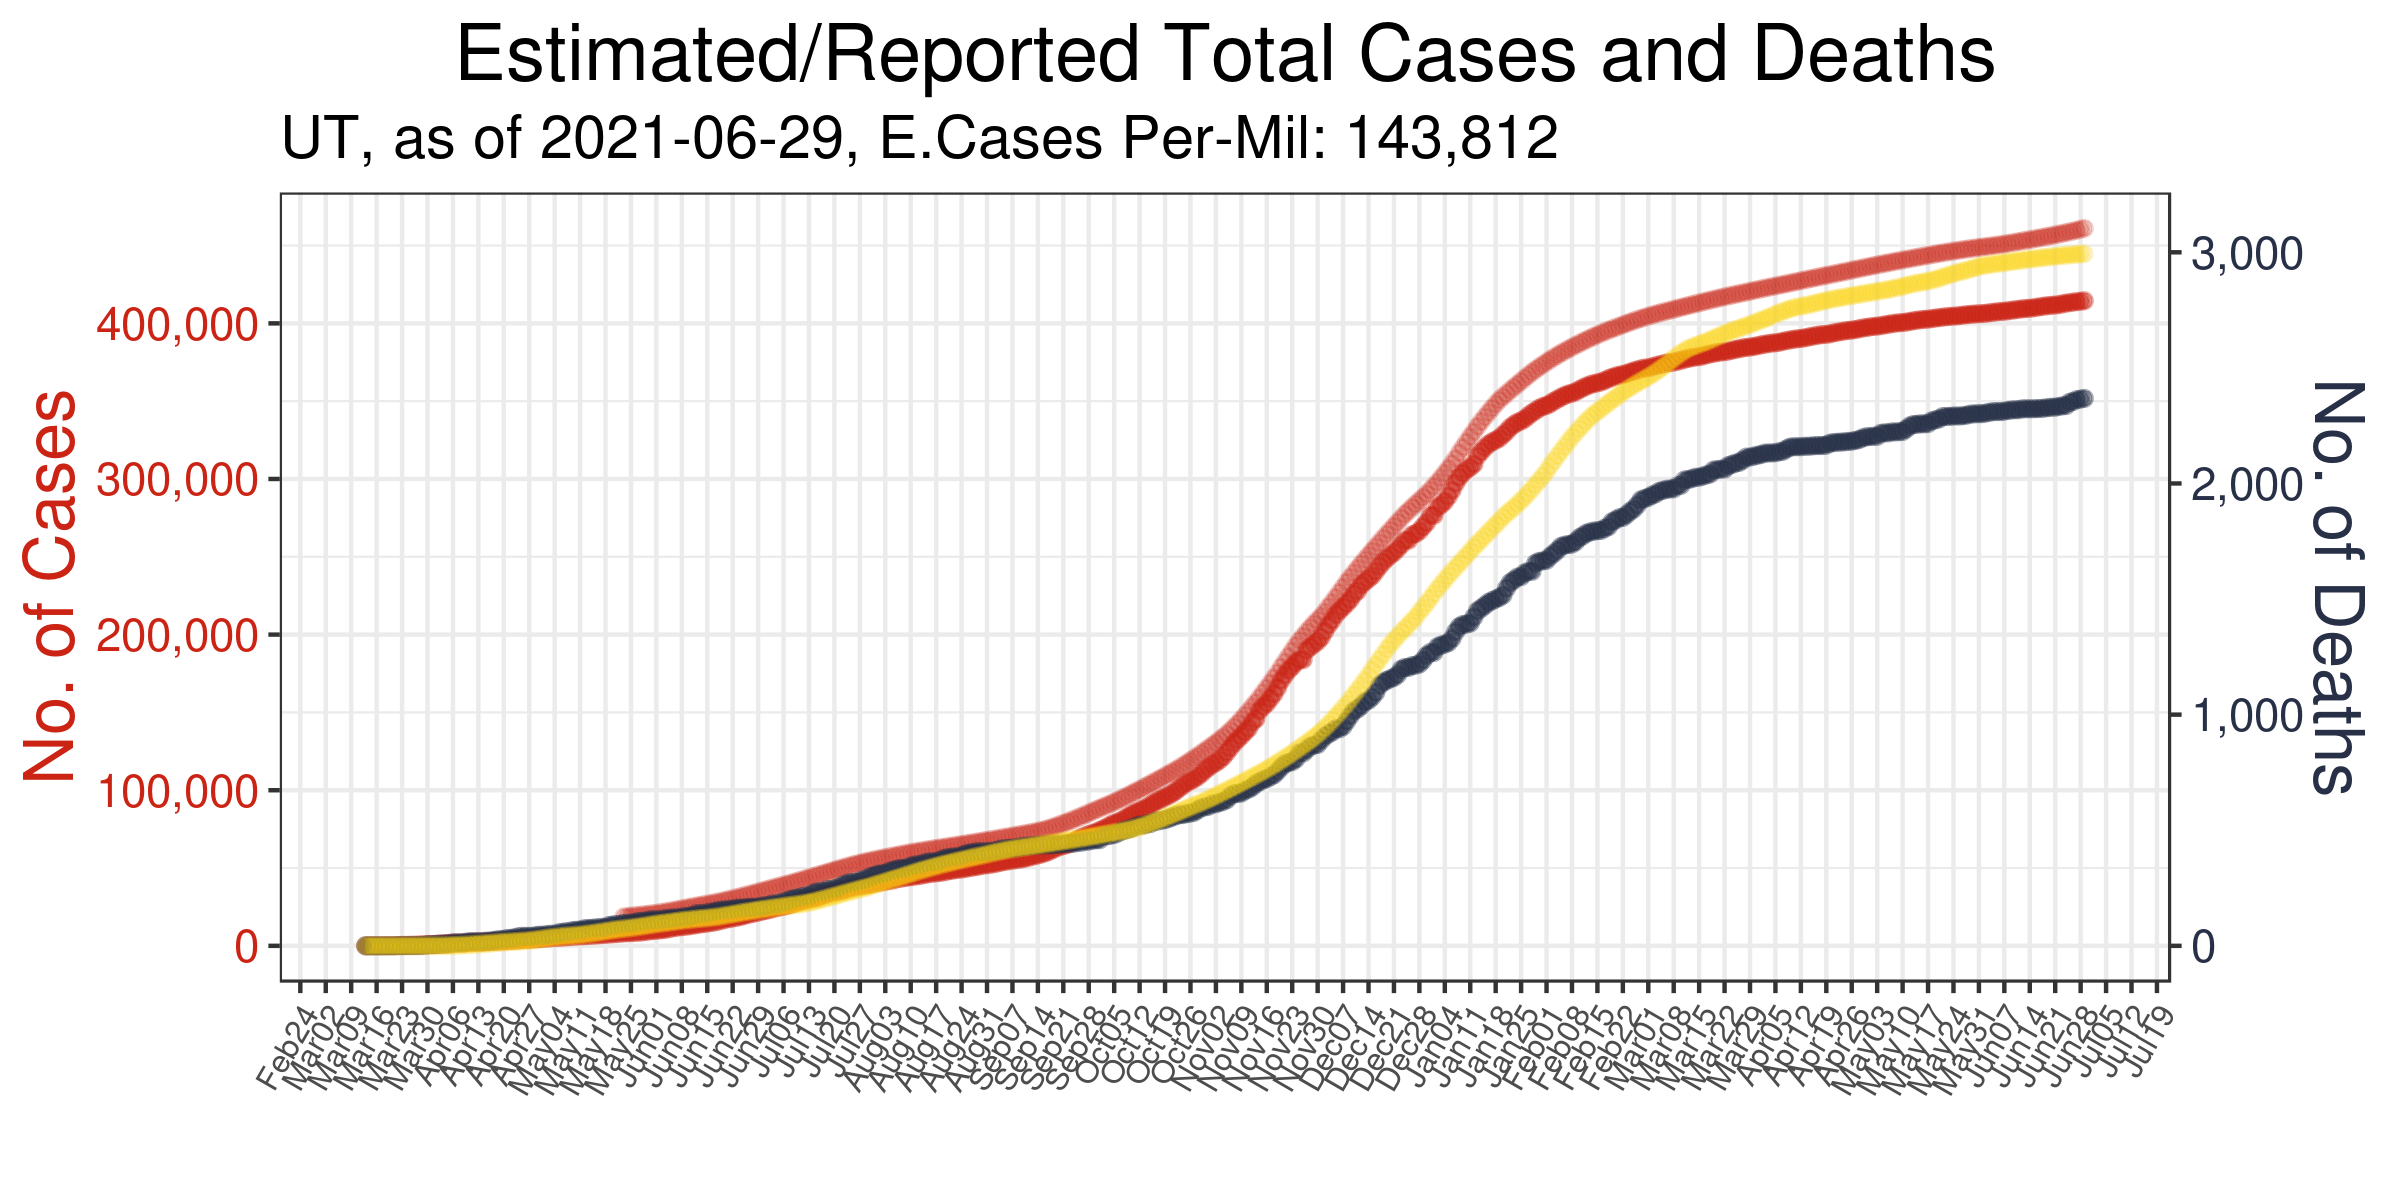 Estimated/Reported Total Cases and Deaths
UT, as of 2021-06-29, E.Cases Per-Mil: 143,812
No. of Cases
400,000
300,000
200,000
100,000
0
3,000
2,000
1,000
0
No. of Deaths
Feb24
Mar02
Mar09
Mar16
Mar23
Mar30
Apr06
Apr13
Apr20
Apr27
May04
May11
May18
May25
Jun01
Jun08
Jun15
Jun22
Jun29
Jul06
Jul13
Jul20
Jul27
Aug03
Aug10
Aug17
Aug24
Aug31
Sep07
Sep14
Sep21
Sep28
Oct05
Oct12
Oct19
Oct26
Nov02
Nov09
Nov16
Nov23
Nov30
Dec07
Dec14
Dec21
Dec28
Jan04
Jan11
Jan18
Jan25
Feb01
Feb08
Feb15
Feb22
Mar01
Mar08
Mar15
Mar22
Mar29
Apr05
Apr12
Apr19
Apr26
May03
May10
May17
May24
May31
Jun07
Jun14
Jun21
Jun28
Jul05
Jul12
Jul19